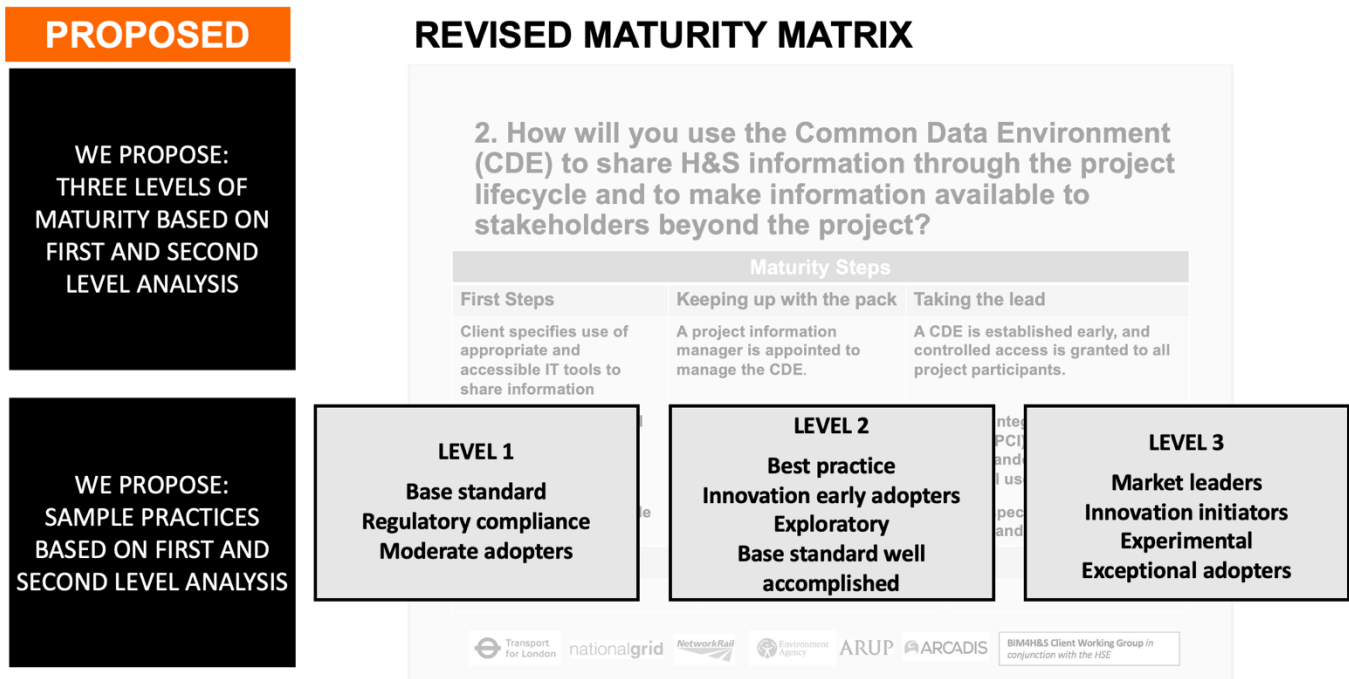 PROPOSED
REVISED MATURITY MATRIX
WE PROPOSE:
THREE LEVELS OF
MATURITY BASED ON
FIRST AND SECOND
LEVEL ANALYSIS
2. How will you use the Common Data Environment
(CDE) to share H&S information through the project
lifecycle and to make information available to
stakeholders beyond the project?
Maturity Steps
First Steps
Keeping up with the pack
Taking the lead
Client specifies use of
appropriate and
accessible IT tools to
share information
A project information
manager is appointed to
manage the CDE.
A CDE is established early, and
controlled access is granted to all
project participants.
WE PROPOSE:
SAMPLE PRACTICES
BASED ON FIRST AND
SECOND LEVEL ANALYSIS
LEVEL 1
Base standard
Regulatory compliance
Moderate adopters
LEVEL 2
Best practice
Innovation early adopters
Exploratory
Base standard well
accomplished
LEVEL 3
Market leaders
Innovation initiators
Experimental
Exceptional adopters
Transport
for London
nationalgrid
NetworkRail
Environment
Agency
ARUP
ARCADIS
BIM4H&S Client Working Group in
conjunction with the HSE